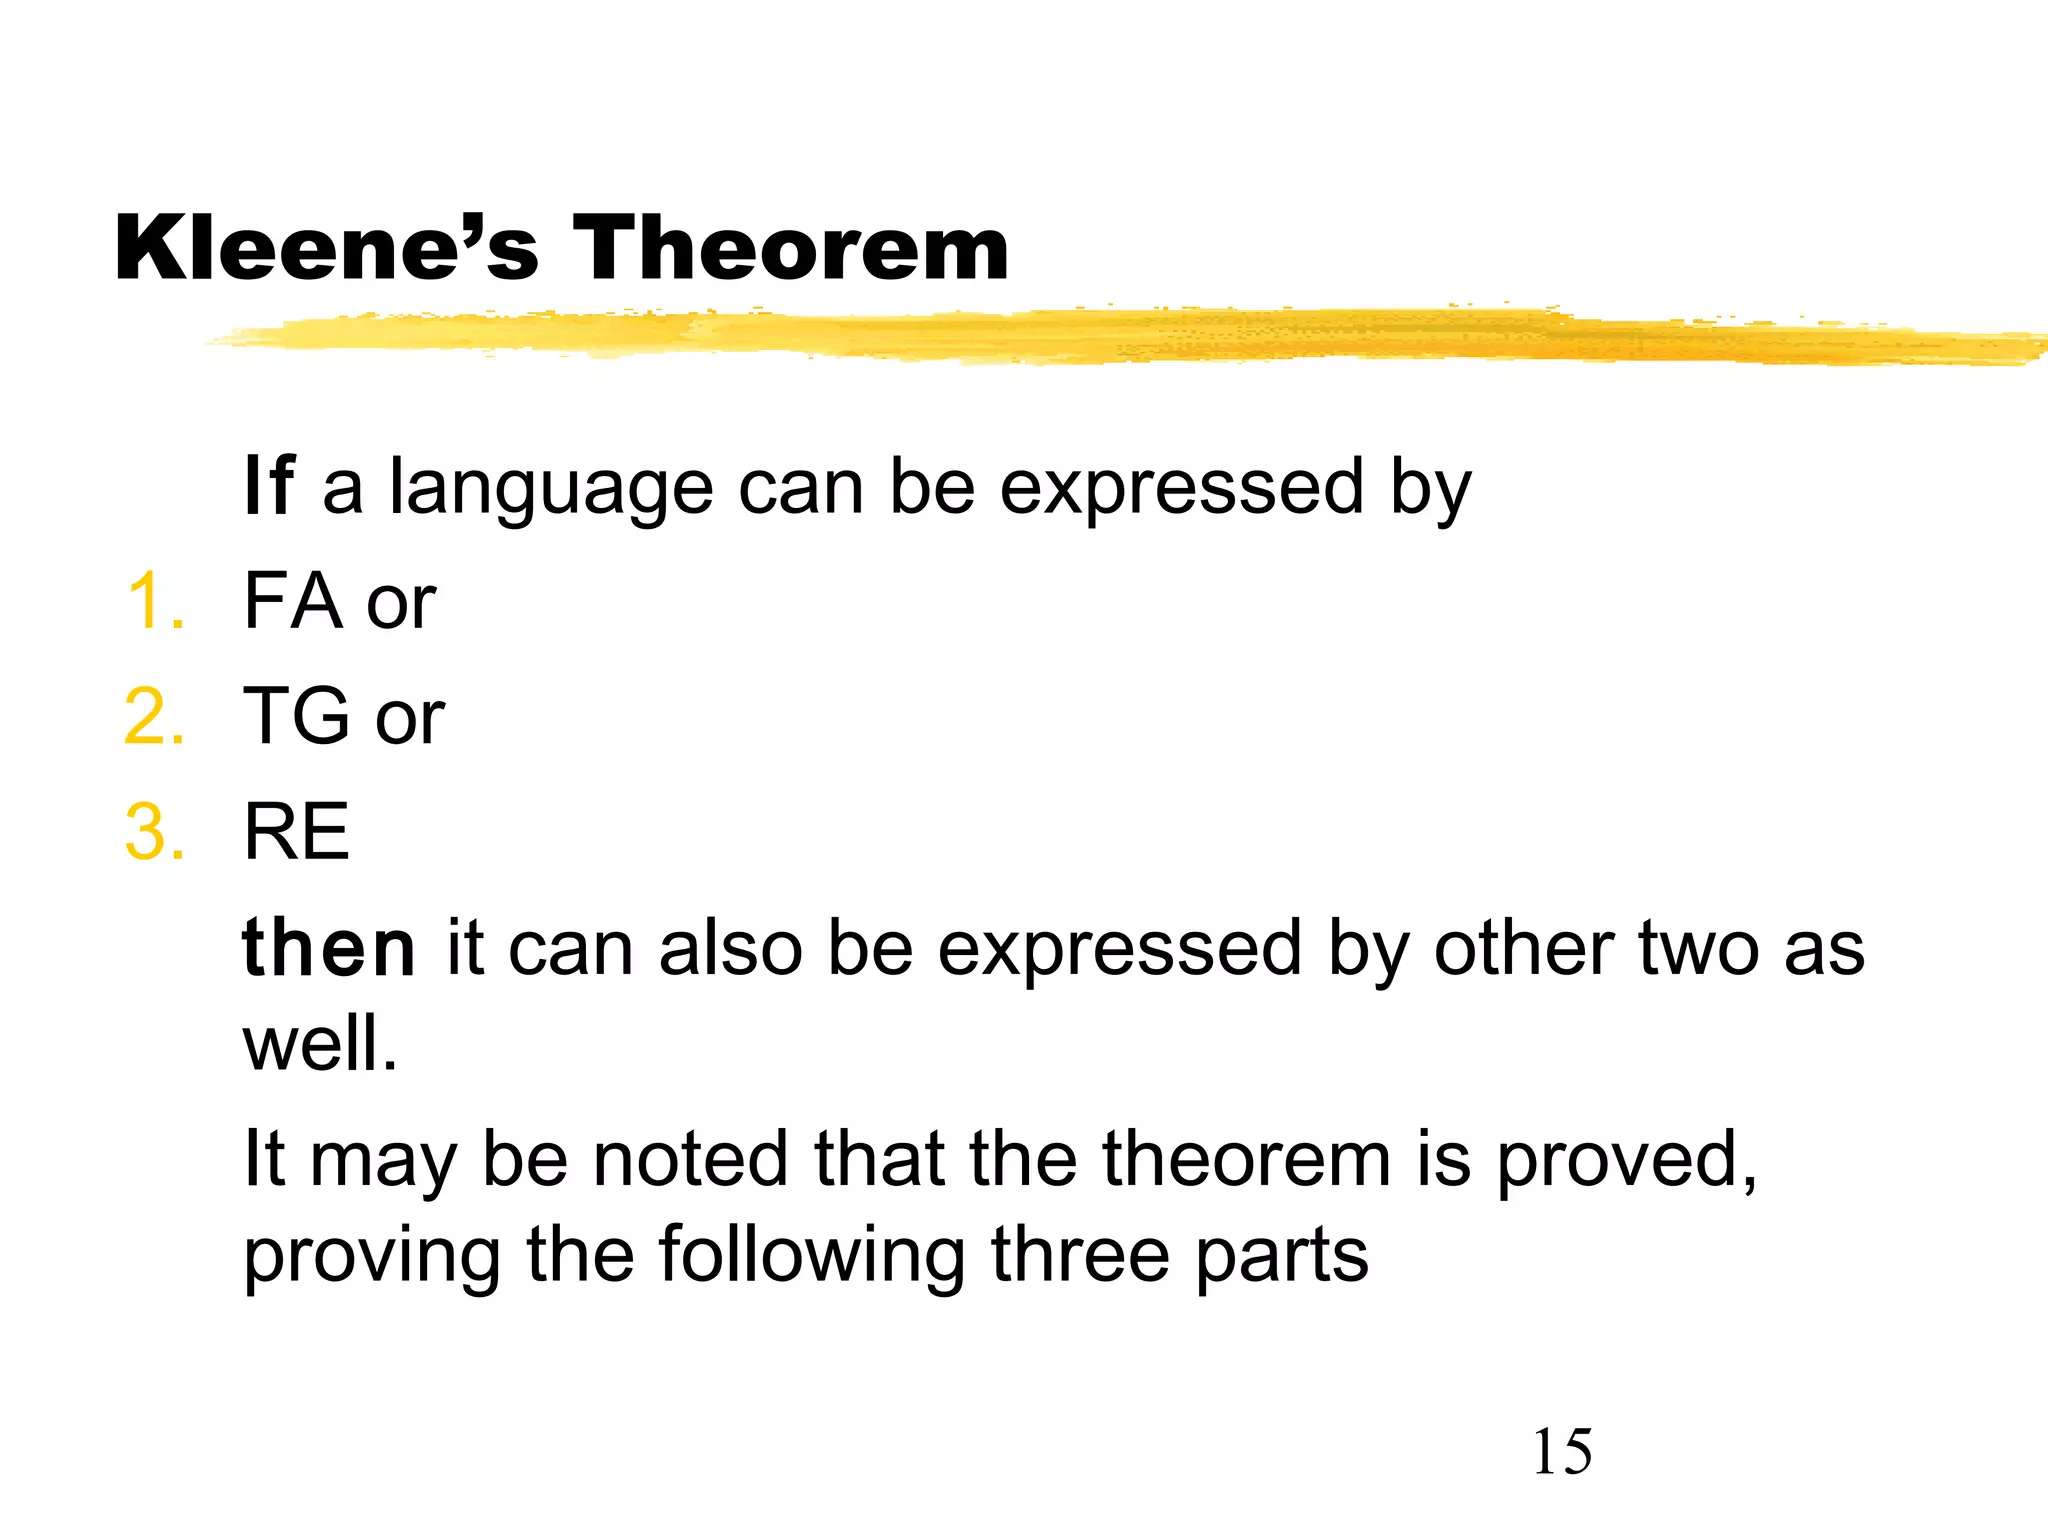 Kleene’s Theorem
If a language can be expressed by
1. FA or
2. TG or
3. RE
then it can also be expressed by other two as
well.
It may be noted that the theorem is proved,
proving the following three parts
15